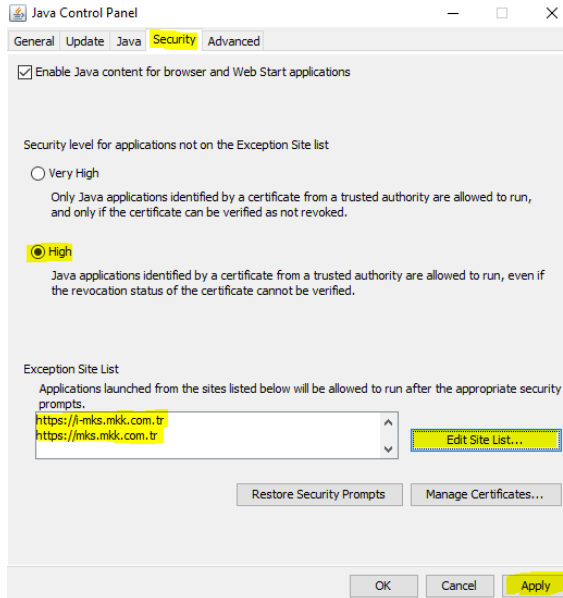 Java Control Panel
General Update Java Security Advanced
Enable Java content for browser and Web Start applications
Security level for applications not on the Exception Site list
Very High
Only Java applications identified by a certificate from a trusted authority are allowed to run,
and only if the certificate can be verified as not revoked.
High
Java applications identified by a certificate from a trusted authority are allowed to run, even if
the revocation status of the certificate cannot be verified.
Exception Site List
Applications launched from the sites listed below will be allowed to run after the appropriate security
prompts.
https://i-mks.mkk.com.tr
https://mks.mkk.com.tr
Edit Site List...
Restore Security Prompts Manage Certificates...
OK Cancel Apply